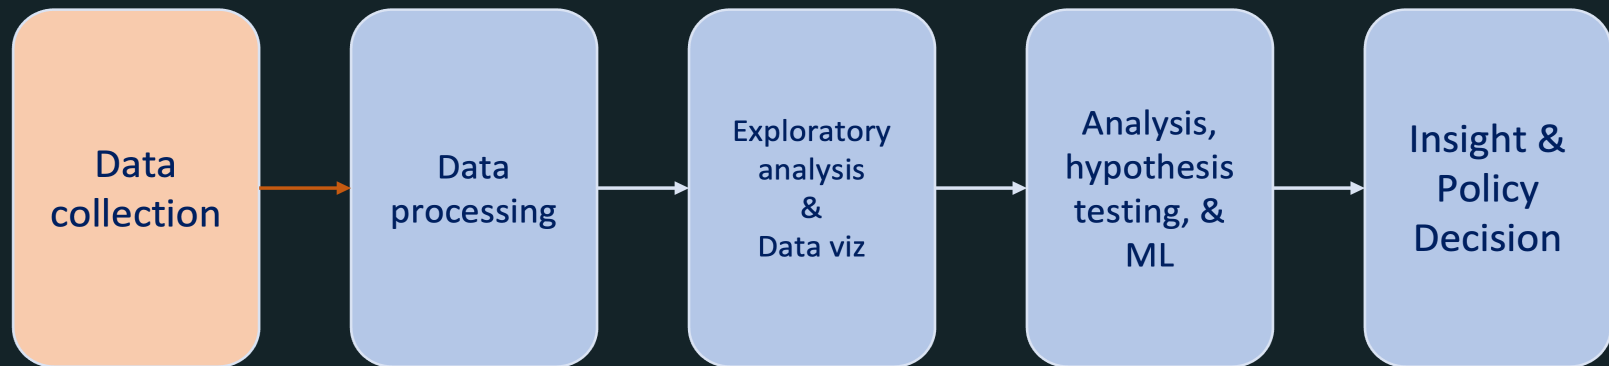 Data
collection
Data
processing
Exploratory
analysis
&
Data viz
Analysis,
hypothesis
testing, &
ML
Insight &
Policy
Decision